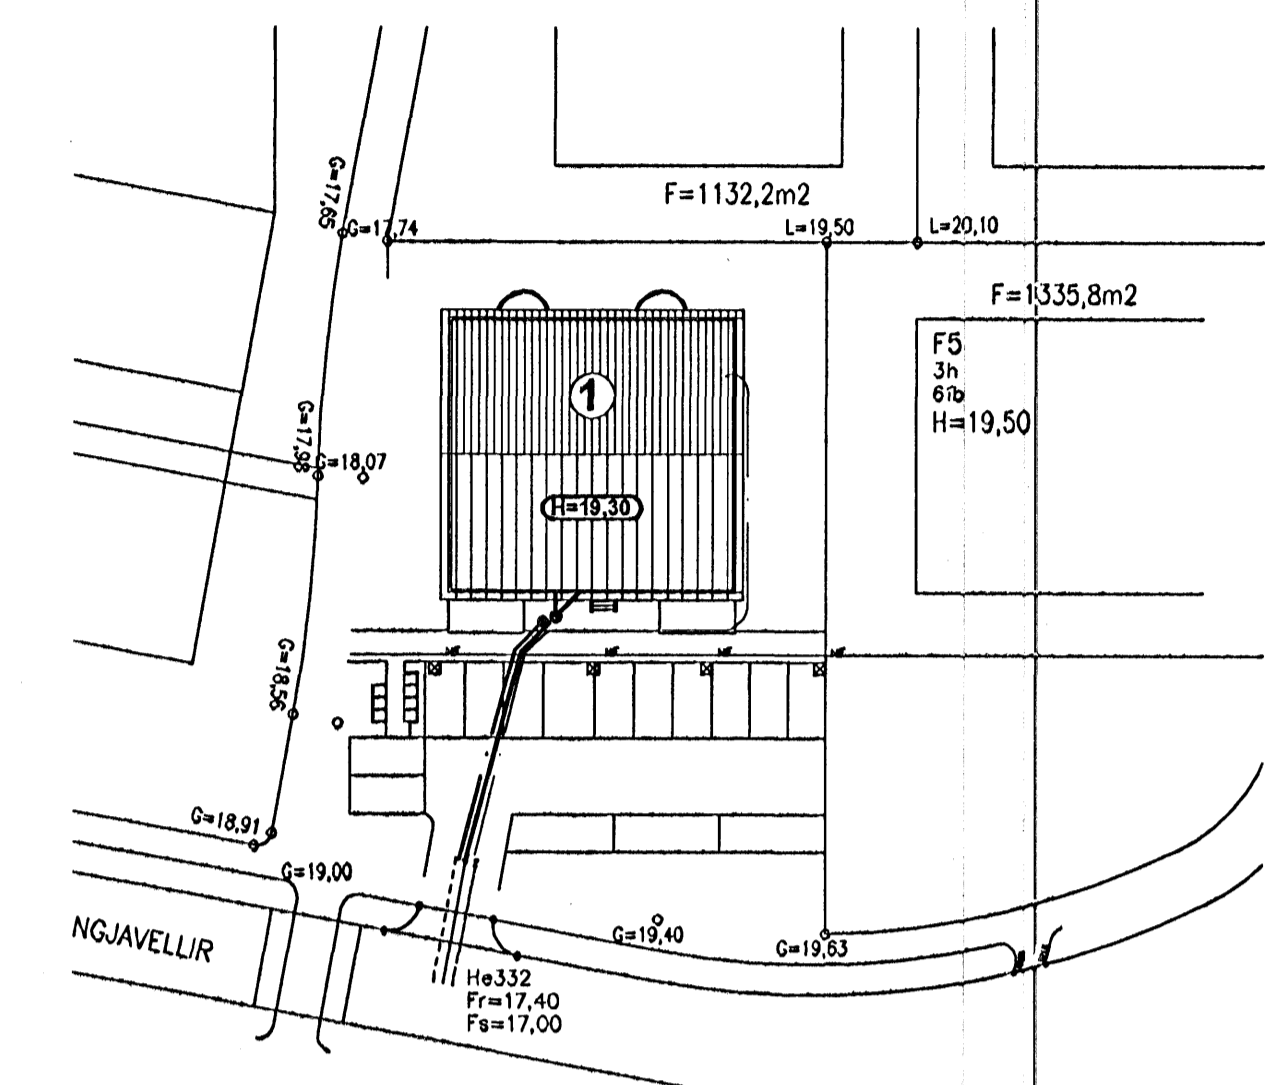 F=1132,2m2
G=17,65
G=17,74
L=19,50
L=20,10
F=1335,8m2
F5
3h
6íb
H=19,50
1
G=17,98
G=18,07
H=19,30
G=18,56
G=18,91
G=19,00
NGJAVELLIR
G=19,40
G=19,63
He332
Fr=17,40
Fs=17,00